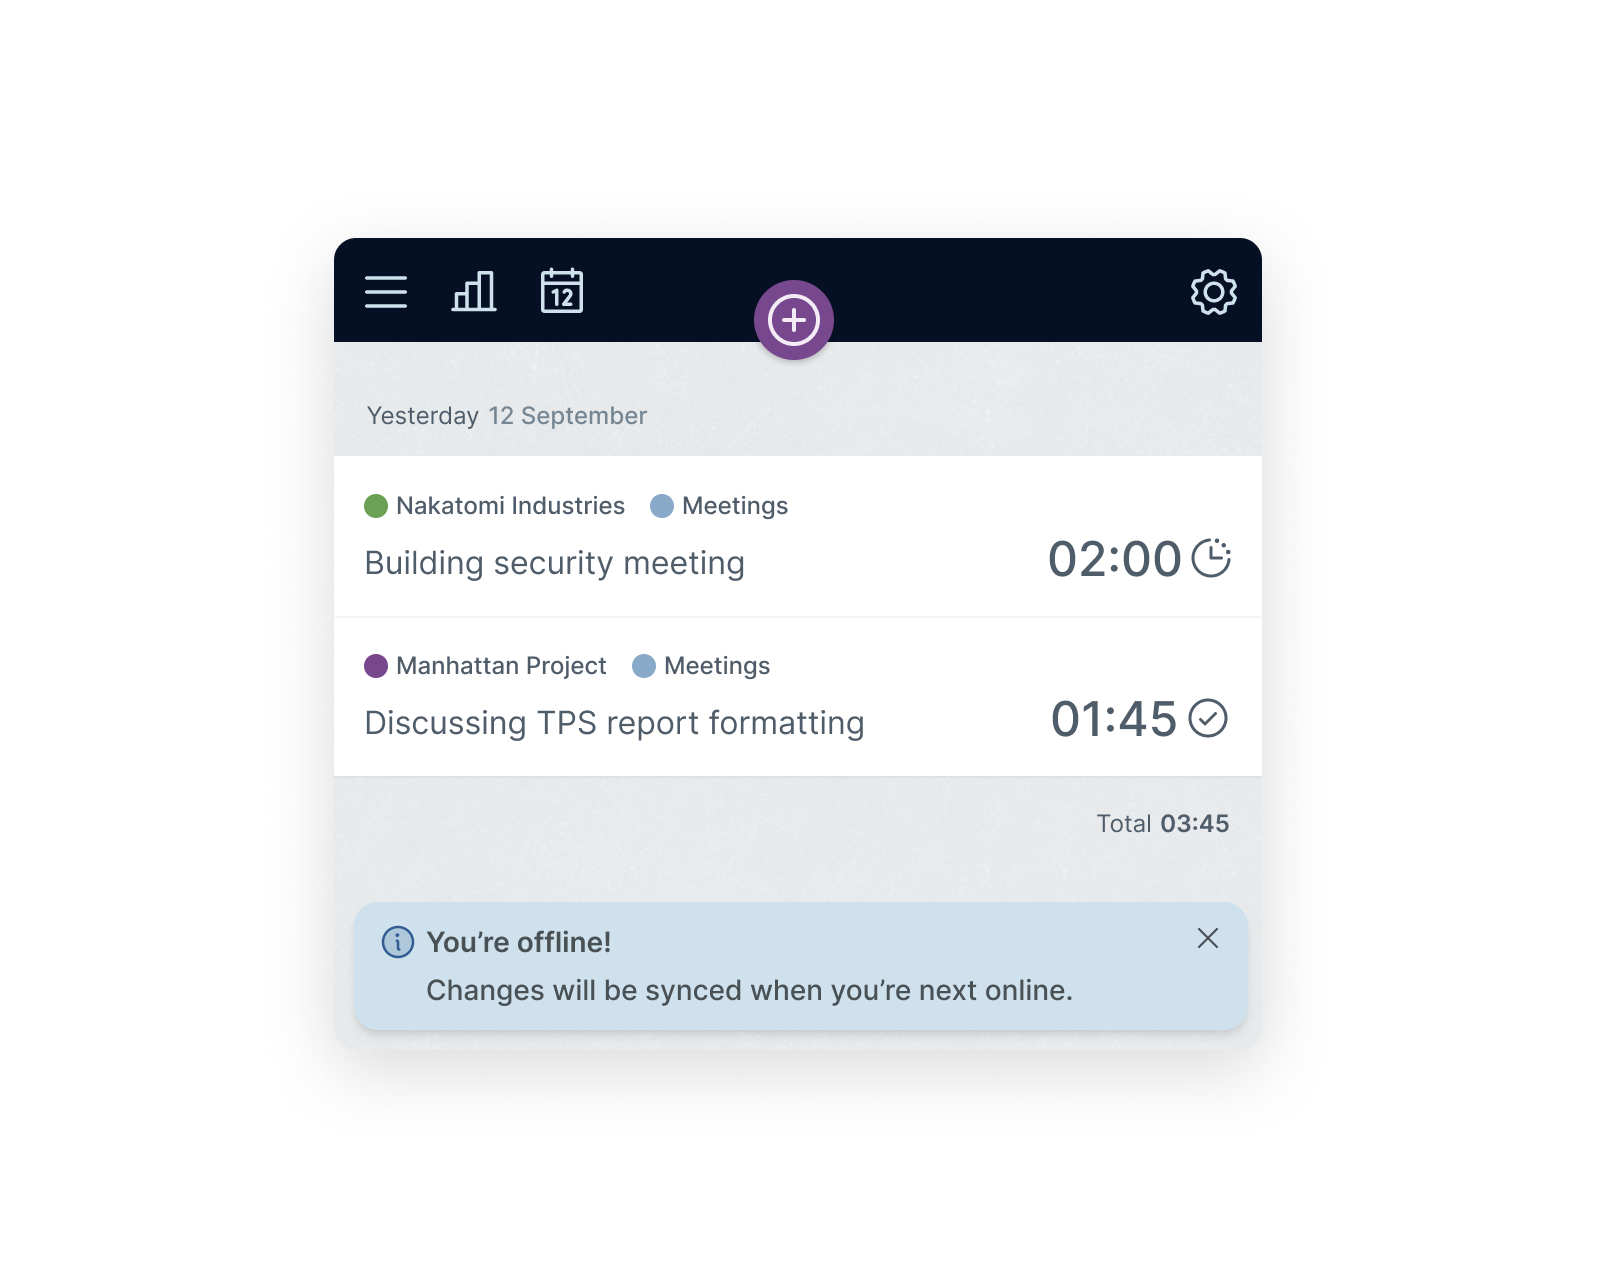 12
Yesterday 12 September
Nakatomi Industries Meetings
Building security meeting 02:00
Manhattan Project Meetings
Discussing TPS report formatting 01:45
Total 03:45
You’re offline!
Changes will be synced when you’re next online.